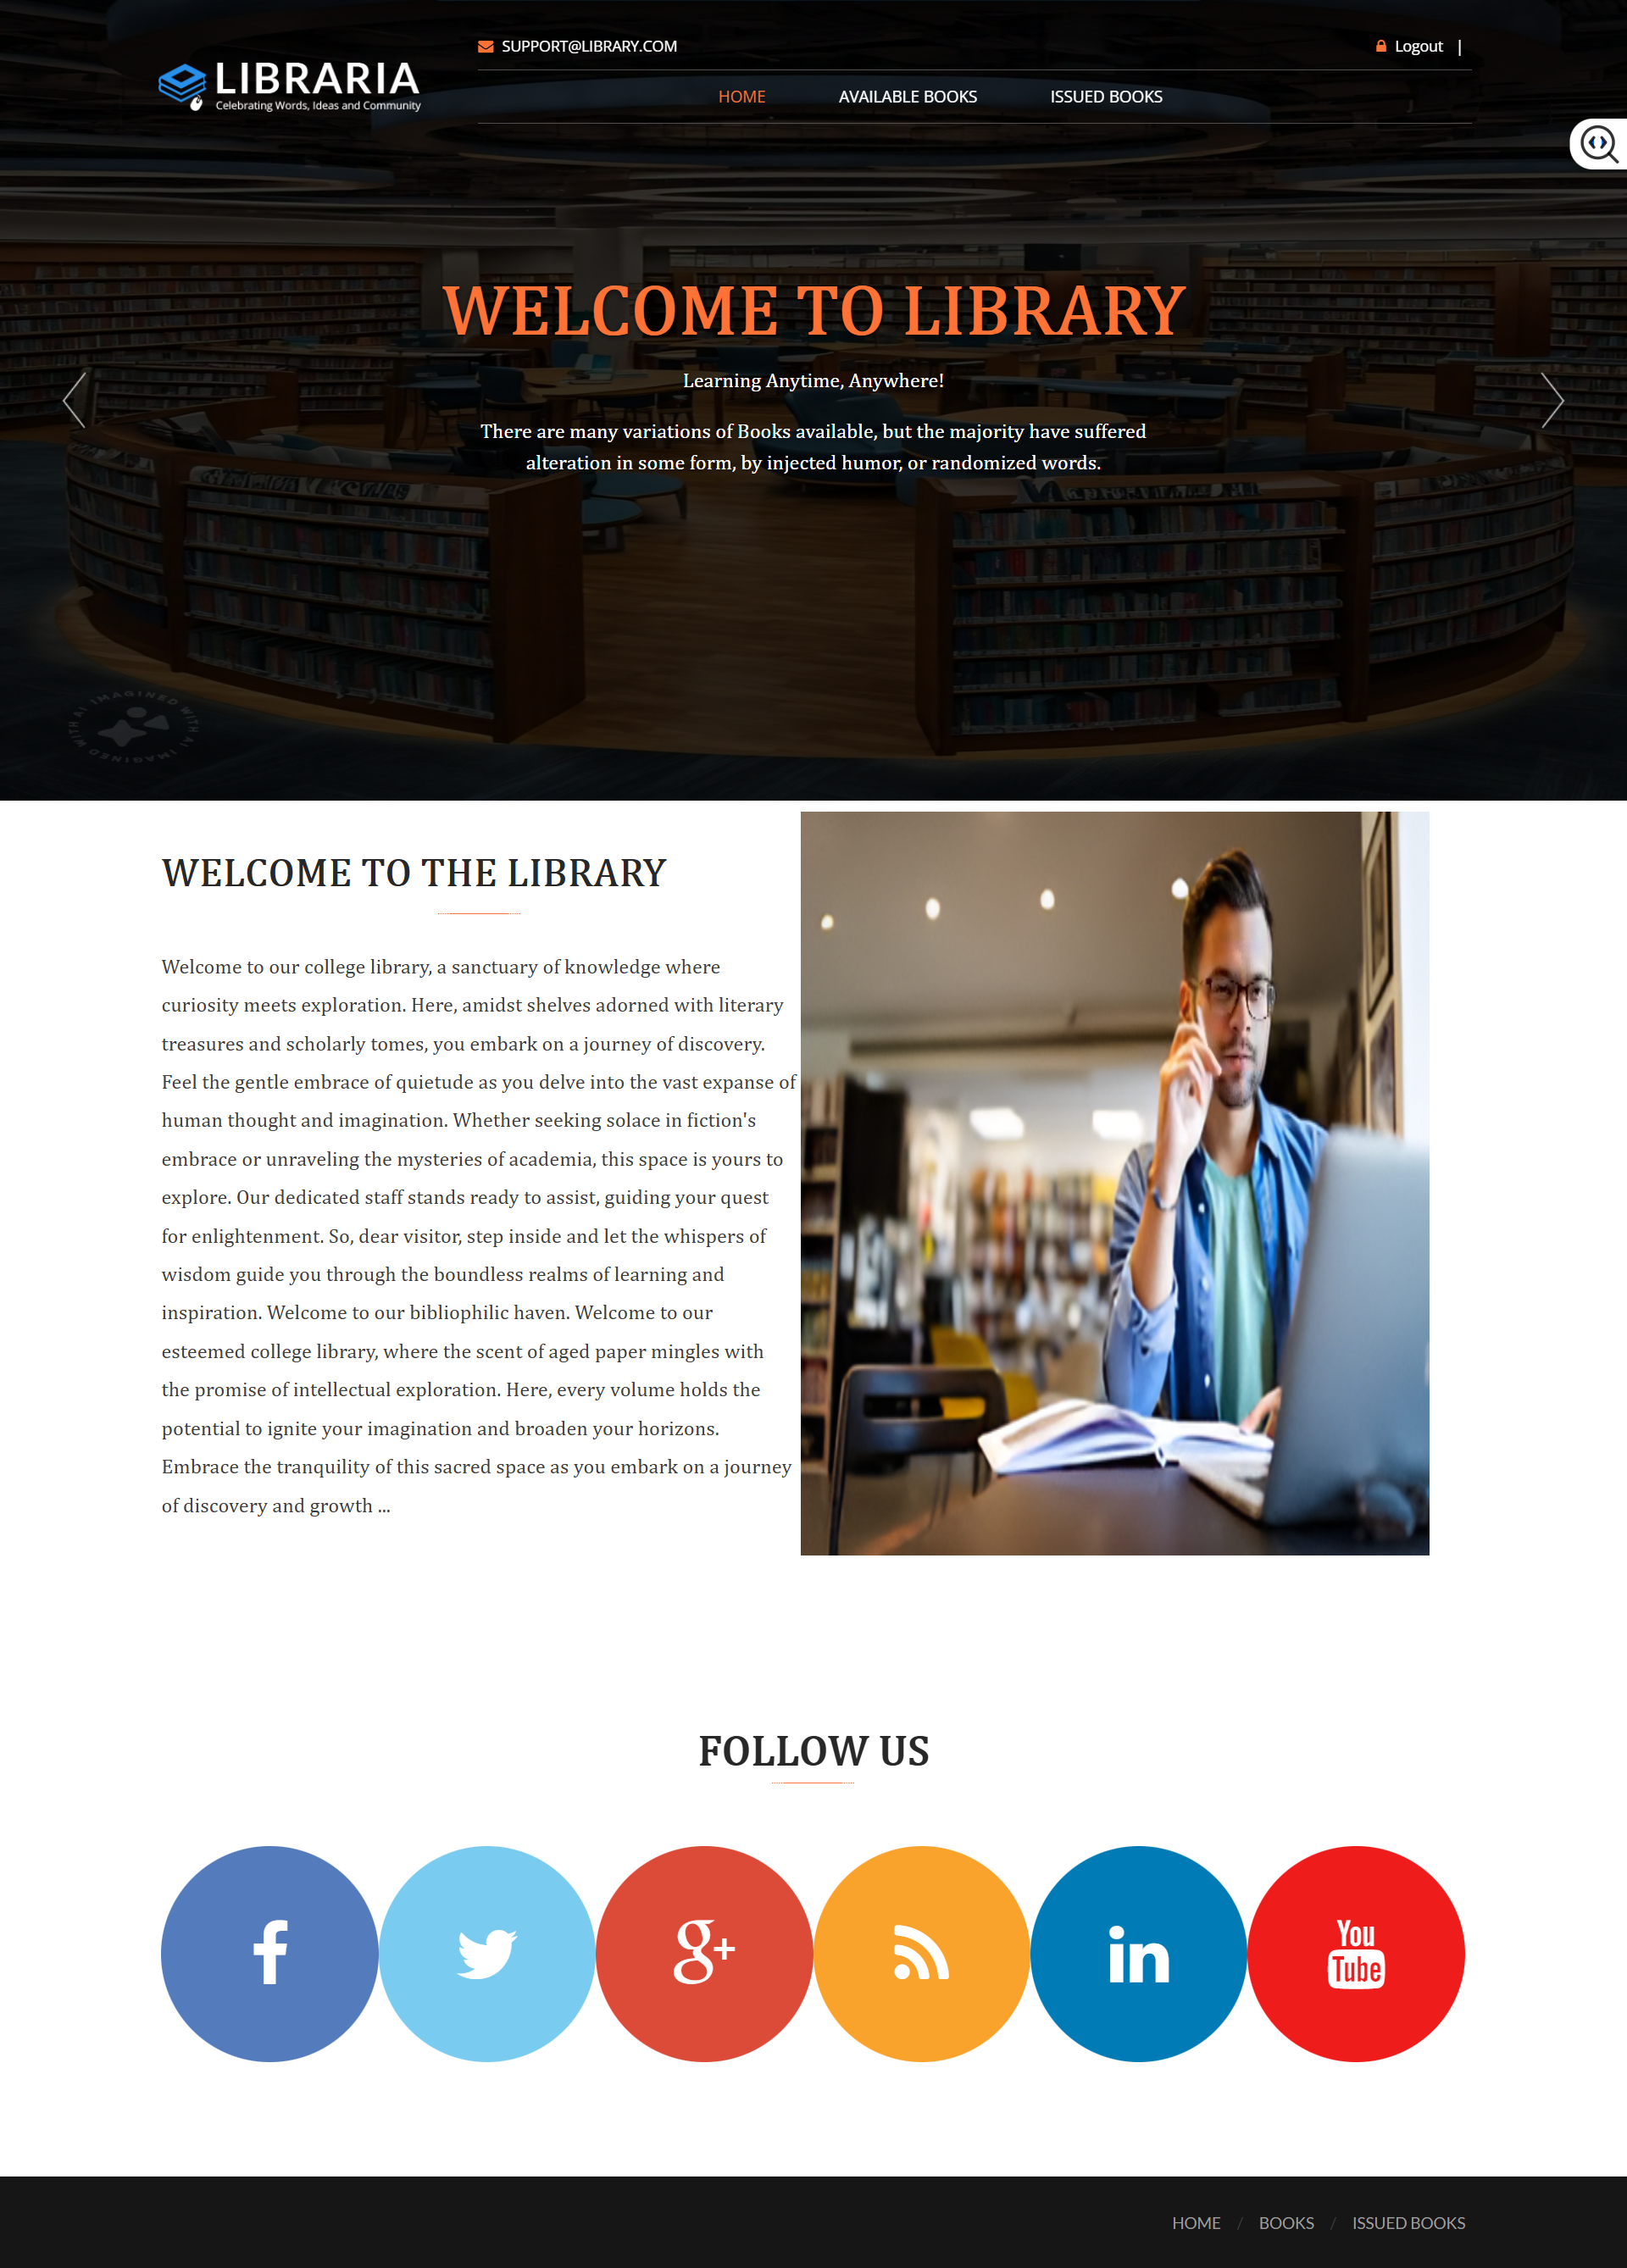 SUPPORT@LIBRARY.COM
Logout |
LIBRARIA
Celebrating Words, Ideas and Community
HOME AVAILABLE BOOKS ISSUED BOOKS
WELCOME TO LIBRARY
Learning Anytime, Anywhere!
There are many variations of Books available, but the majority have suffered
alteration in some form, by injected humor, or randomized words.
IMAGINED WITH AI IMAGINED WITH AI
WELCOME TO THE LIBRARY
Welcome to our college library, a sanctuary of knowledge where
curiosity meets exploration. Here, amidst shelves adorned with literary
treasures and scholarly tomes, you embark on a journey of discovery.
Feel the gentle embrace of quietude as you delve into the vast expanse of
human thought and imagination. Whether seeking solace in fiction's
embrace or unraveling the mysteries of academia, this space is yours to
explore. Our dedicated staff stands ready to assist, guiding your quest
for enlightenment. So, dear visitor, step inside and let the whispers of
wisdom guide you through the boundless realms of learning and
inspiration. Welcome to our bibliophilic haven. Welcome to our
esteemed college library, where the scent of aged paper mingles with
the promise of intellectual exploration. Here, every volume holds the
potential to ignite your imagination and broaden your horizons.
Embrace the tranquility of this sacred space as you embark on a journey
of discovery and growth ...
FOLLOW US
f
g+
in
You
Tube
HOME / BOOKS / ISSUED BOOKS